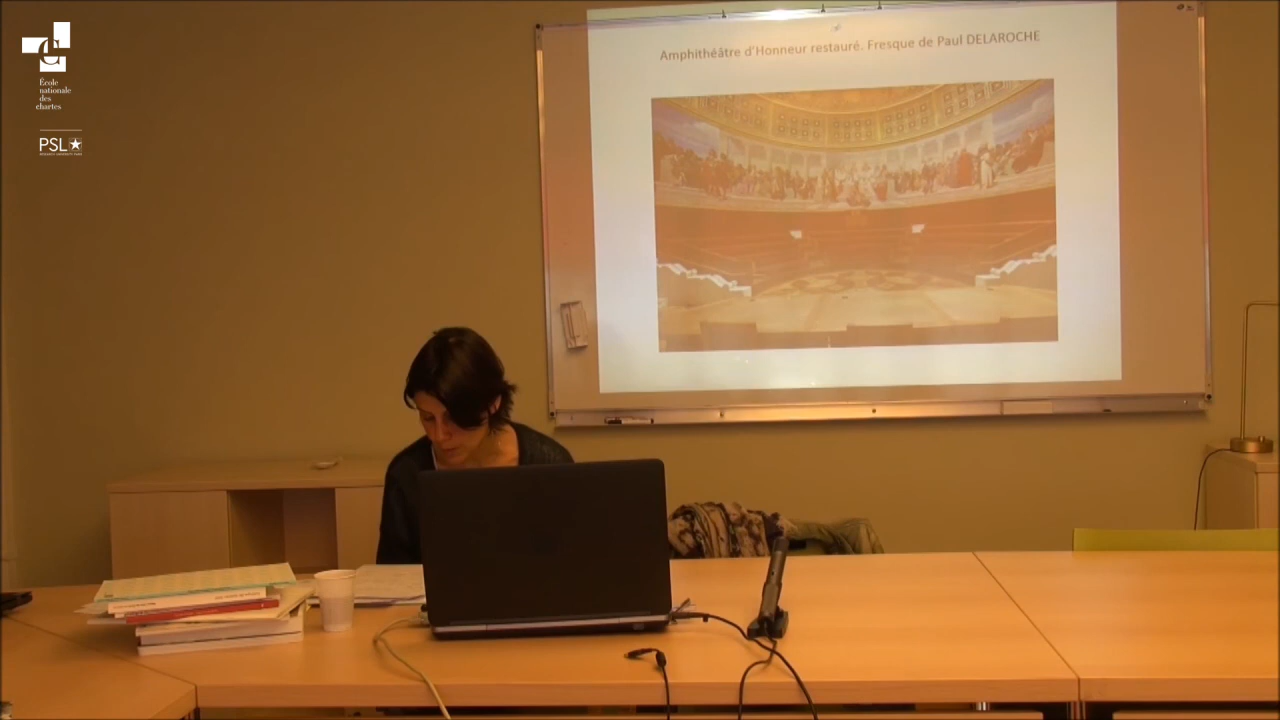 École
nationale
des
chartes
PSL
Amphithéâtre d'Honneur restauré. Fresque de Paul DELAROCHE